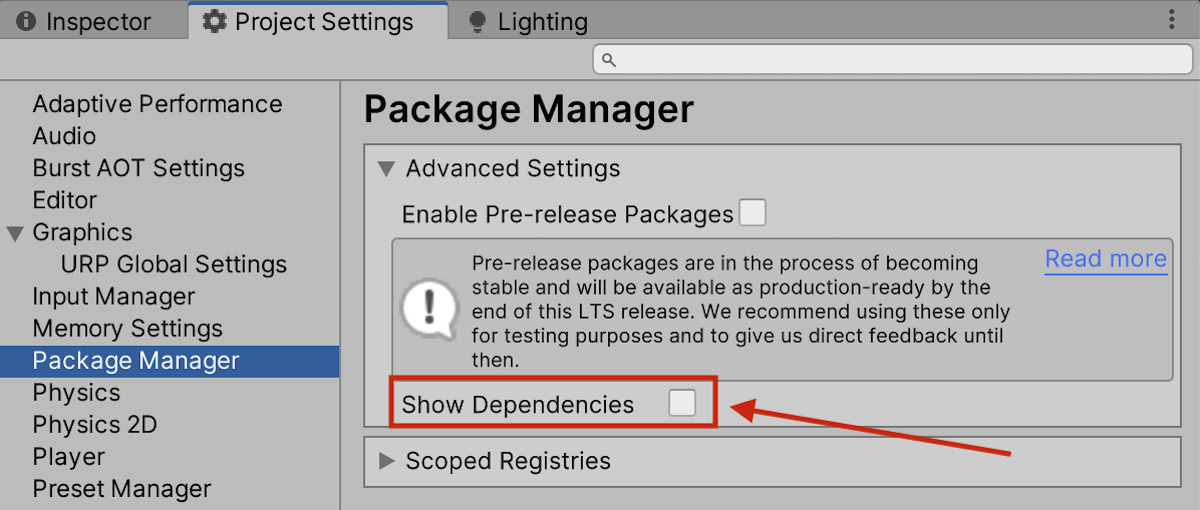 Inspector
Project Settings
Lighting
Adaptive Performance
Audio
Burst AOT Settings
Editor
Graphics
URP Global Settings
Input Manager
Memory Settings
Package Manager
Physics
Physics 2D
Player
Preset Manager
Package Manager
Advanced Settings
Enable Pre-release Packages
Pre-release packages are in the process of becoming
stable and will be available as production-ready by the
end of this LTS release. We recommend using these only
for testing purposes and to give us direct feedback until
then.
Read more
Show Dependencies
Scoped Registries